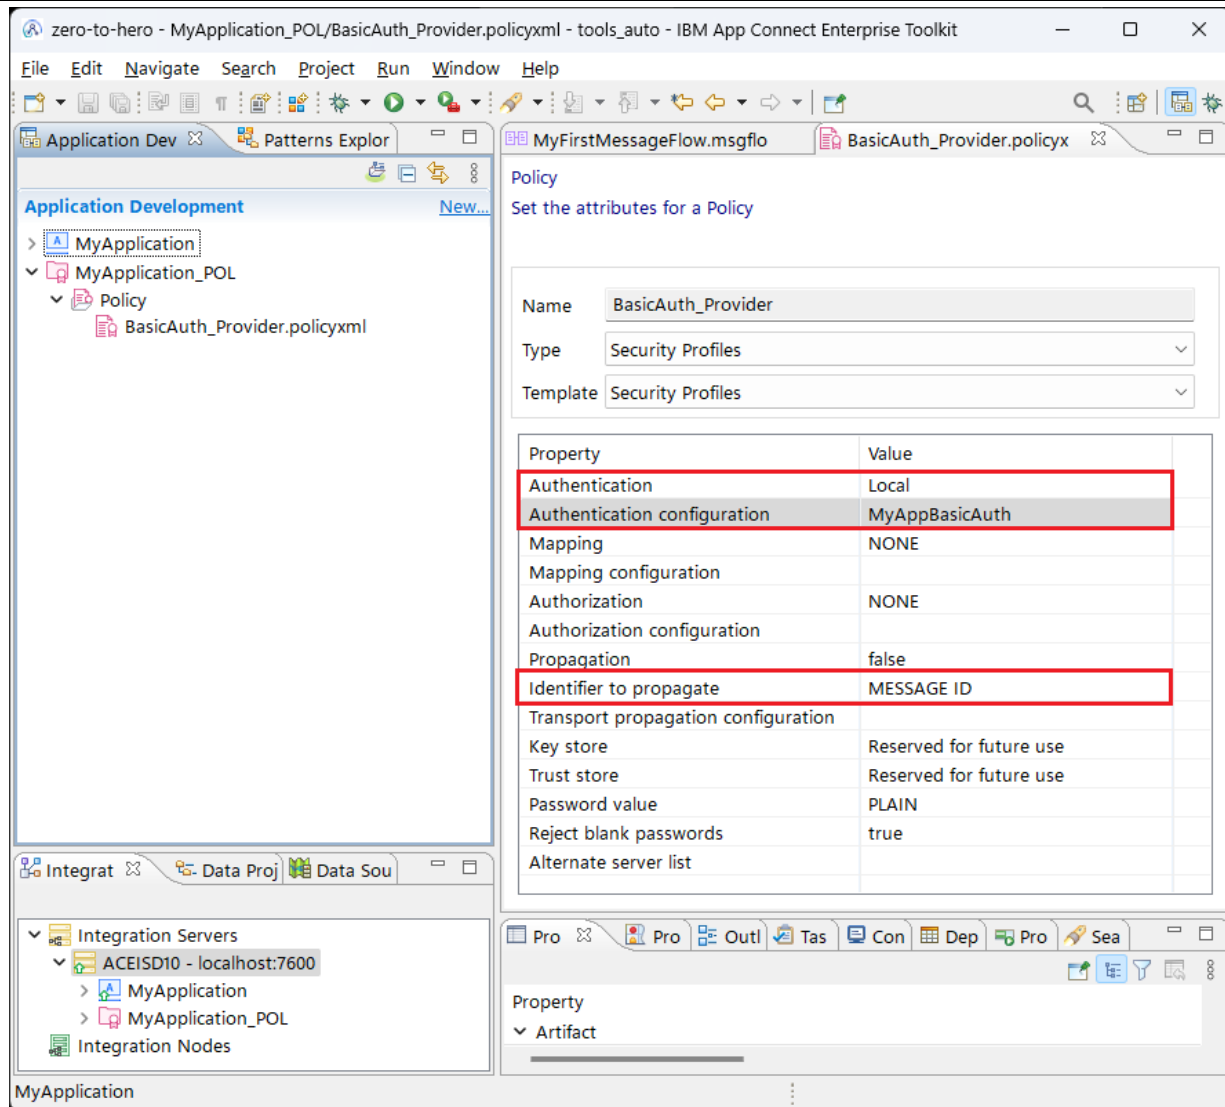 zero-to-hero - MyApplication_POL/BasicAuth_Provider.policyxml - tools_auto - IBM App Connect Enterprise Toolkit
File Edit Navigate Search Project Run Window Help
Application Dev
Patterns Explor
MyFirstMessageFlow.msgflo
BasicAuth_Provider.policyx
Application Development
New...
MyApplication
MyApplication_POL
Policy
BasicAuth_Provider.policyxml
Policy
Set the attributes for a Policy
Name BasicAuth_Provider
Type Security Profiles
Template Security Profiles
Property Value
Authentication Local
Authentication configuration MyAppBasicAuth
Mapping NONE
Mapping configuration
Authorization NONE
Authorization configuration
Propagation false
Identifier to propagate MESSAGE ID
Transport propagation configuration
Key store Reserved for future use
Trust store Reserved for future use
Password value PLAIN
Reject blank passwords true
Alternate server list
Integrat
Data Proj
Data Sou
Integration Servers
ACEISD10 - localhost:7600
MyApplication
MyApplication_POL
Integration Nodes
Pro
Pro
Outl
Tas
Con
Dep
Pro
Sea
Property
Artifact
MyApplication